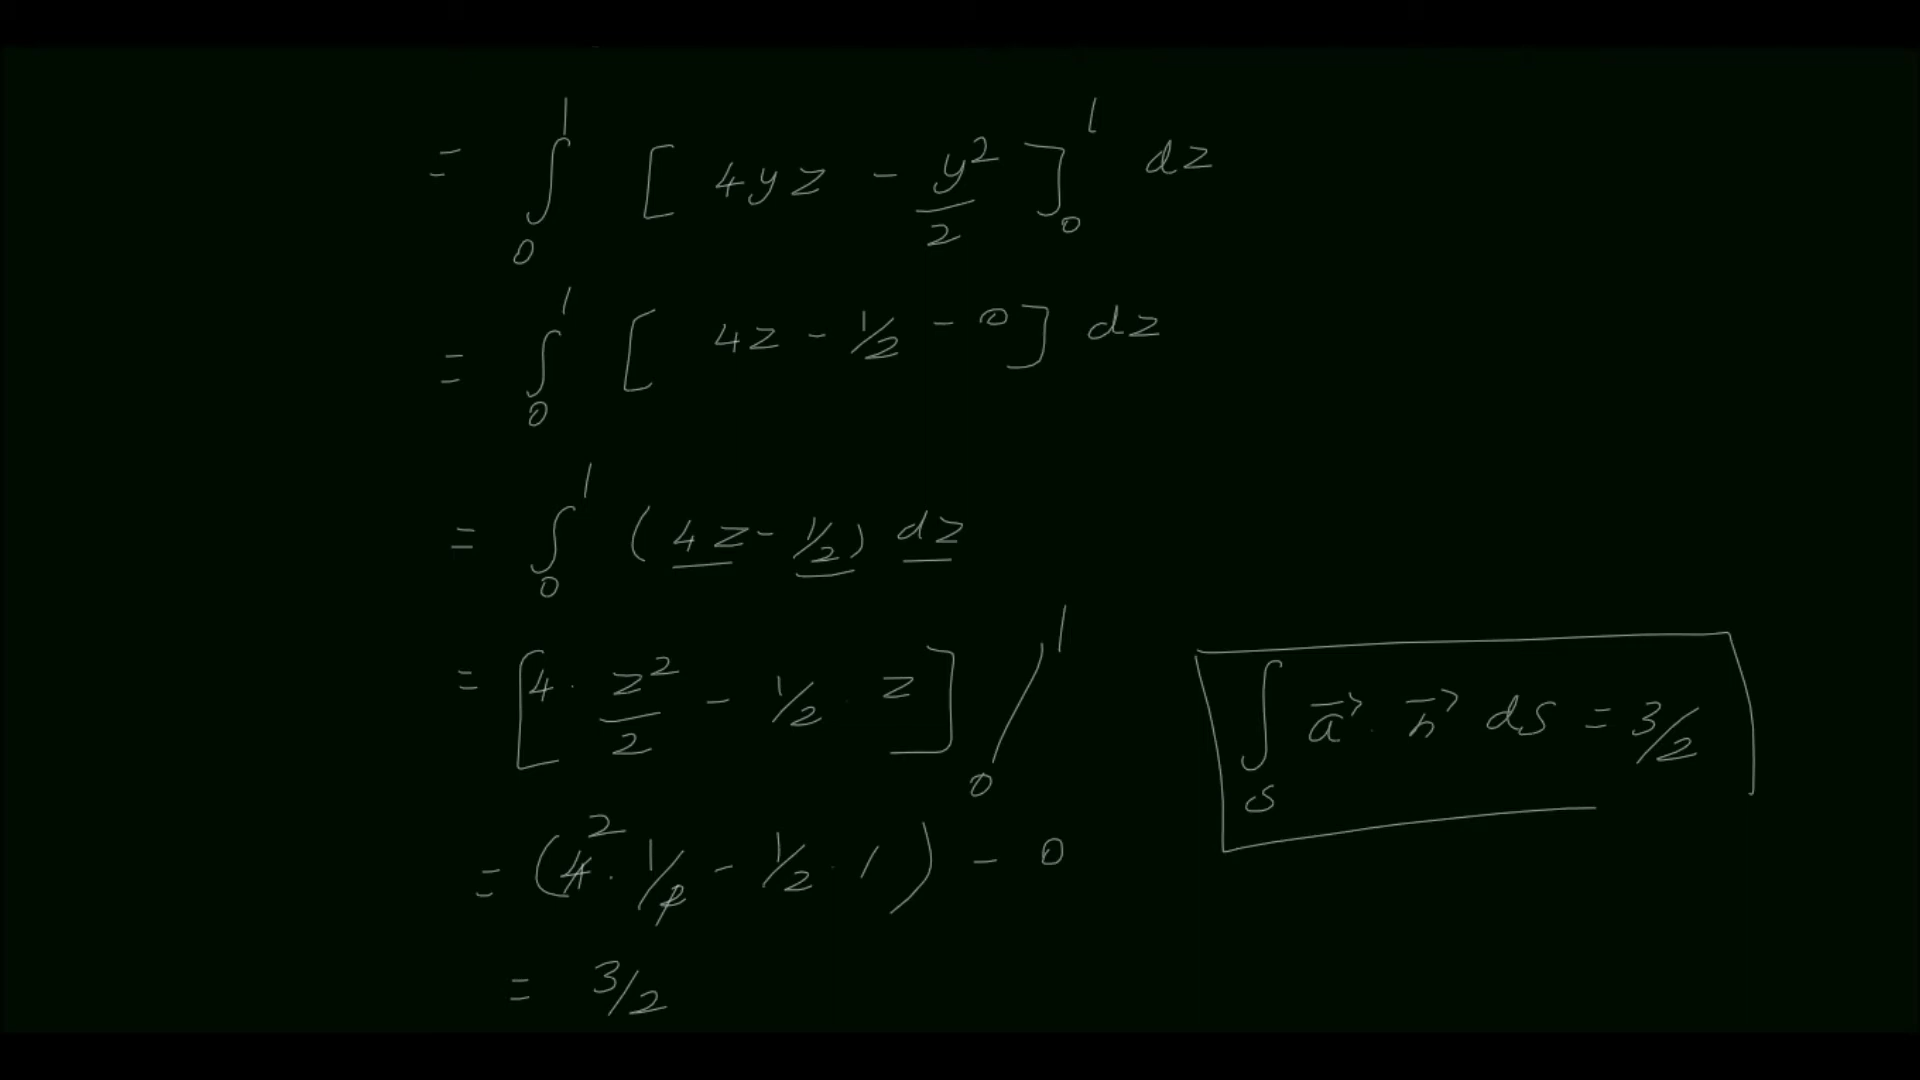 = ∫₀¹ [ 4yz - y²/2 ]₀¹ dz
= ∫₀¹ [ 4z - 1/2 - 0 ] dz
= ∫₀¹ ( 4z - 1/2 ) dz
= [ 4 · z²/2 - 1/2 · z ]₀¹
∫ₛ a⃗ · n⃗ ds = 3/2
= ( 4̸² · 1/2̸ - 1/2 · 1 ) - 0
= 3/2